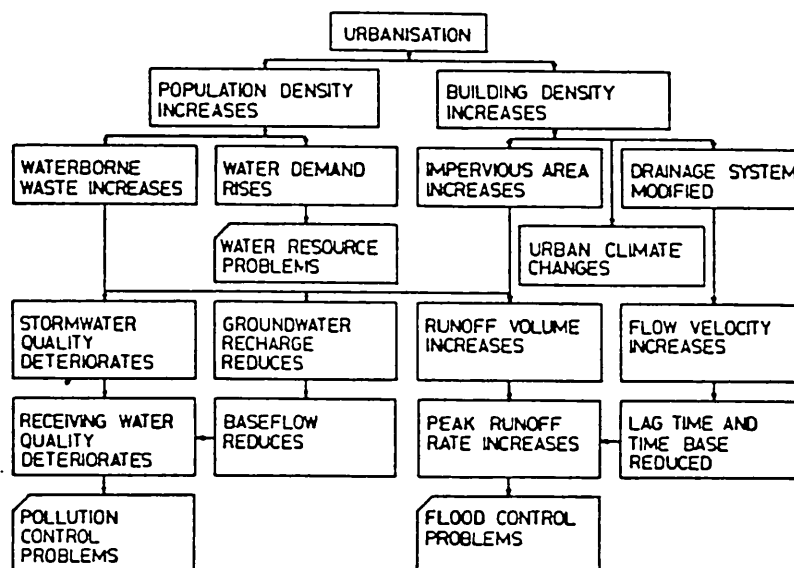 URBANISATION
POPULATION DENSITY
INCREASES
BUILDING DENSITY
INCREASES
WATERBORNE
WASTE INCREASES
WATER DEMAND
RISES
IMPERVIOUS AREA
INCREASES
DRAINAGE SYSTEM
MODIFIED
WATER RESOURCE
PROBLEMS
URBAN CLIMATE
CHANGES
STORMWATER
QUALITY
DETERIORATES
GROUNDWATER
RECHARGE
REDUCES
RUNOFF VOLUME
INCREASES
FLOW VELOCITY
INCREASES
RECEIVING WATER
QUALITY
DETERIORATES
BASEFLOW
REDUCES
PEAK RUNOFF
RATE INCREASES
LAG TIME AND
TIME BASE
REDUCED
POLLUTION
CONTROL
PROBLEMS
FLOOD CONTROL
PROBLEMS